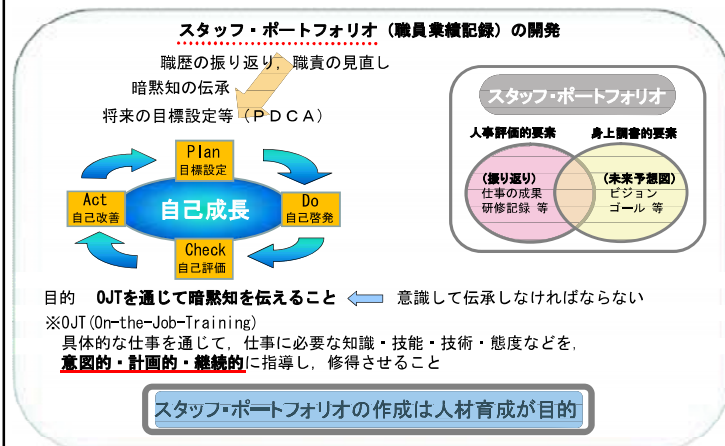 スタッフ・ポートフォリオ（職員業績記録）の開発
職歴の振り返り，職責の見直し
暗黙知の伝承
将来の目標設定等（ＰＤＣＡ）
Plan
目標設定
Act
自己改善
自己成長
Do
自己啓発
Check
自己評価
スタッフ・ポートフォリオ
人事評価的要素
身上調書的要素
(振り返り)
仕事の成果
研修記録 等
(未来予想図)
ビジョン
ゴール 等
目的 OJTを通じて暗黙知を伝えること
意識して伝承しなければならない
※OJT(On-the-Job-Training)
具体的な仕事を通じて，仕事に必要な知識・技能・技術・態度などを，
意図的・計画的・継続的に指導し，修得させること
スタッフ・ポートフォリオの作成は人材育成が目的